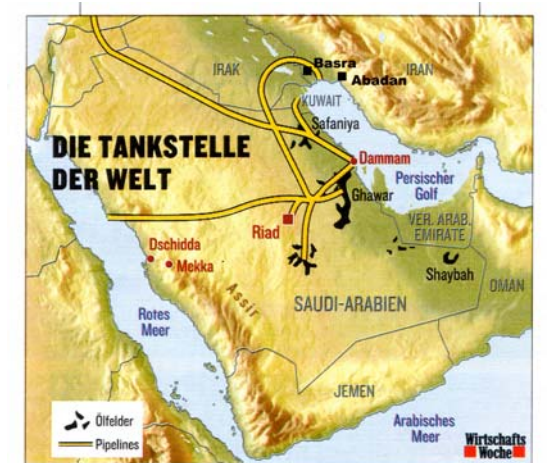 IRAK
Basra
IRAN
Abadan
KUWAIT
Safaniya
DIE TANKSTELLE
DER WELT
Dammam
Persischer
Golf
Ghawar
VER. ARAB.
EMIRATE
Riad
Dschidda
Mekka
Shaybah
OMAN
Assir
SAUDI-ARABIEN
Rotes
Meer
JEMEN
Arabisches
Meer
Ölfelder
Pipelines
Wirtschafts
Woche